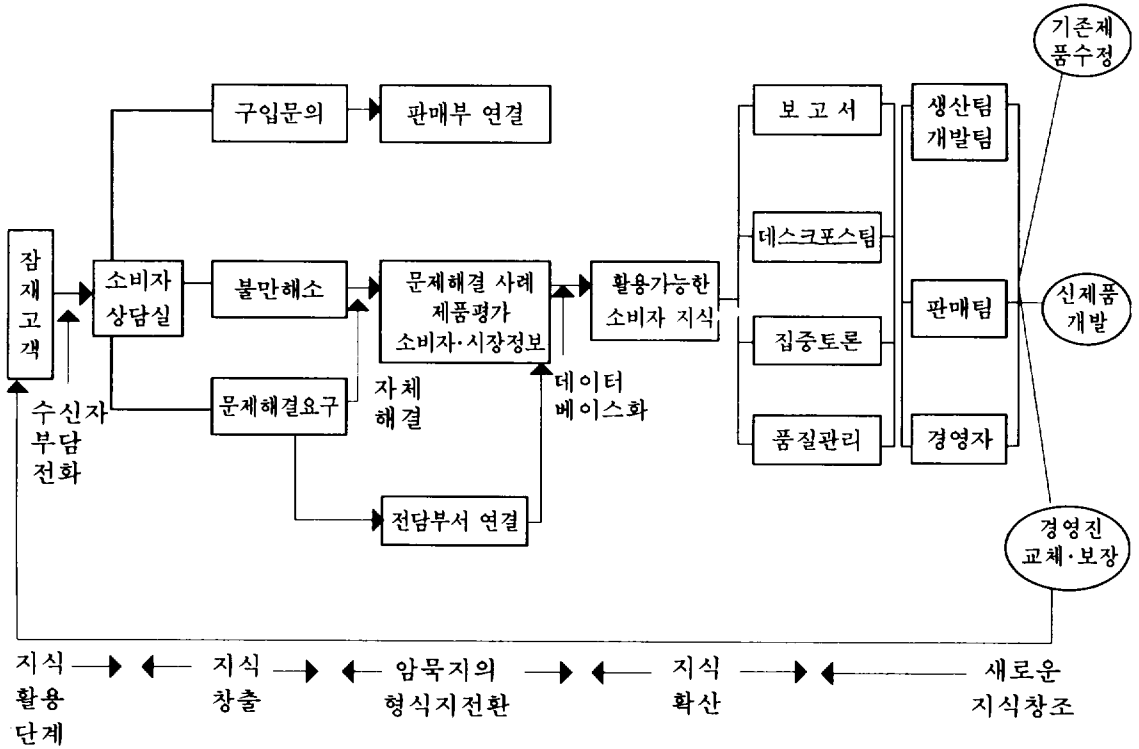 기존제
품수정
구입문의
판매부 연결
보 고 서
생산팀
개발팀
잠
재
고
객
소비자
상담실
불만해소
문제해결 사례
제품평가
소비자·시장정보
활용가능한
소비자 지식
데스크포스팀
판매팀
신제품
개발
집중토론
수신자
부담
전화
문제해결요구
자체
해결
데이터
베이스화
품질관리
경영자
전담부서 연결
경영진
교체·보장
지식
활용
단계
지식
창출
암묵지의
형식지전환
지식
확산
새로운
지식창조